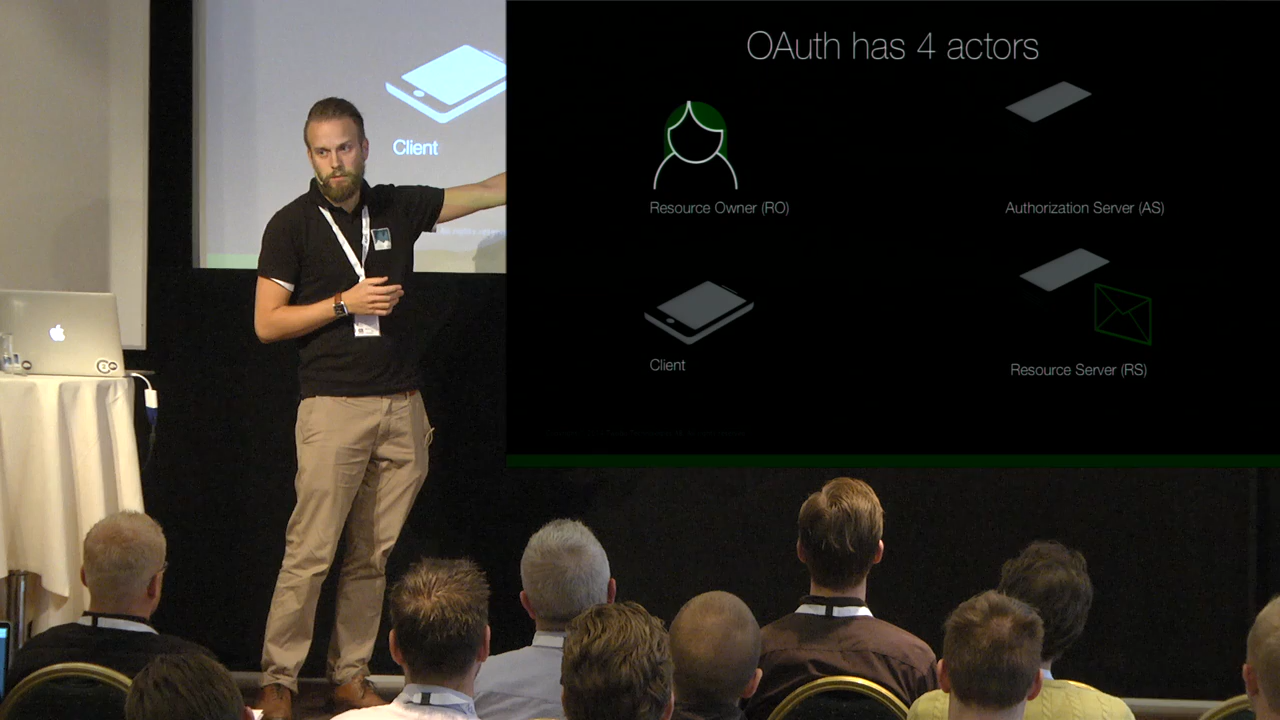 OAuth has 4 actors
Client
Resource Owner (RO)
Authorization Server (AS)
Client
Resource Server (RS)